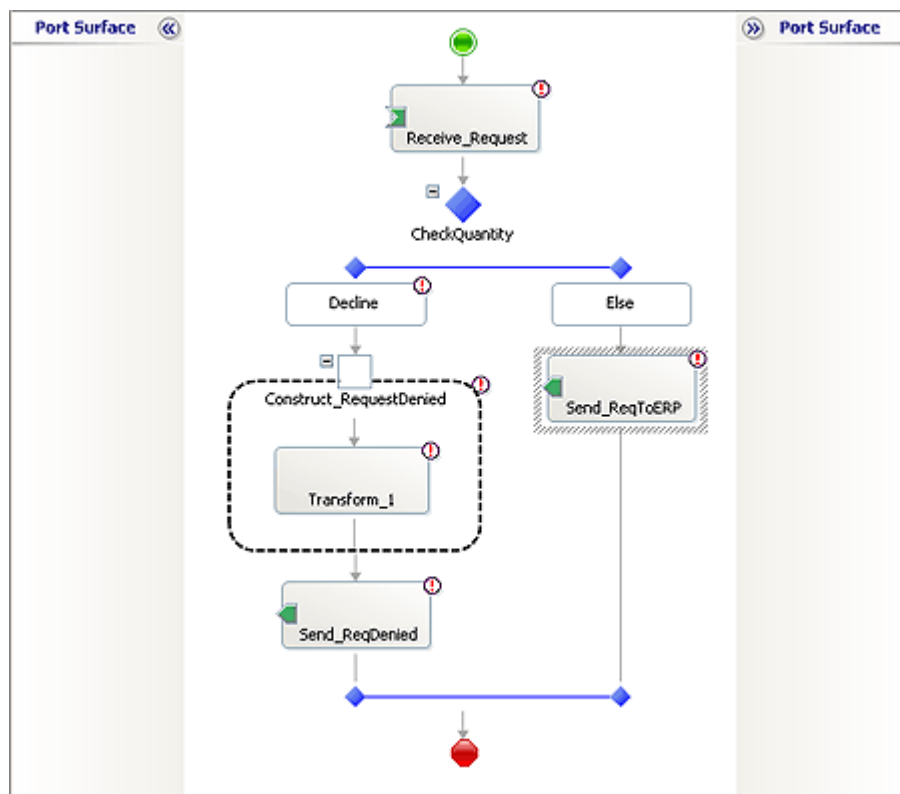 Port Surface
Port Surface
Receive_Request
CheckQuantity
Decline
Else
Construct_RequestDenied
Send_ReqToERP
Transform_1
Send_ReqDenied